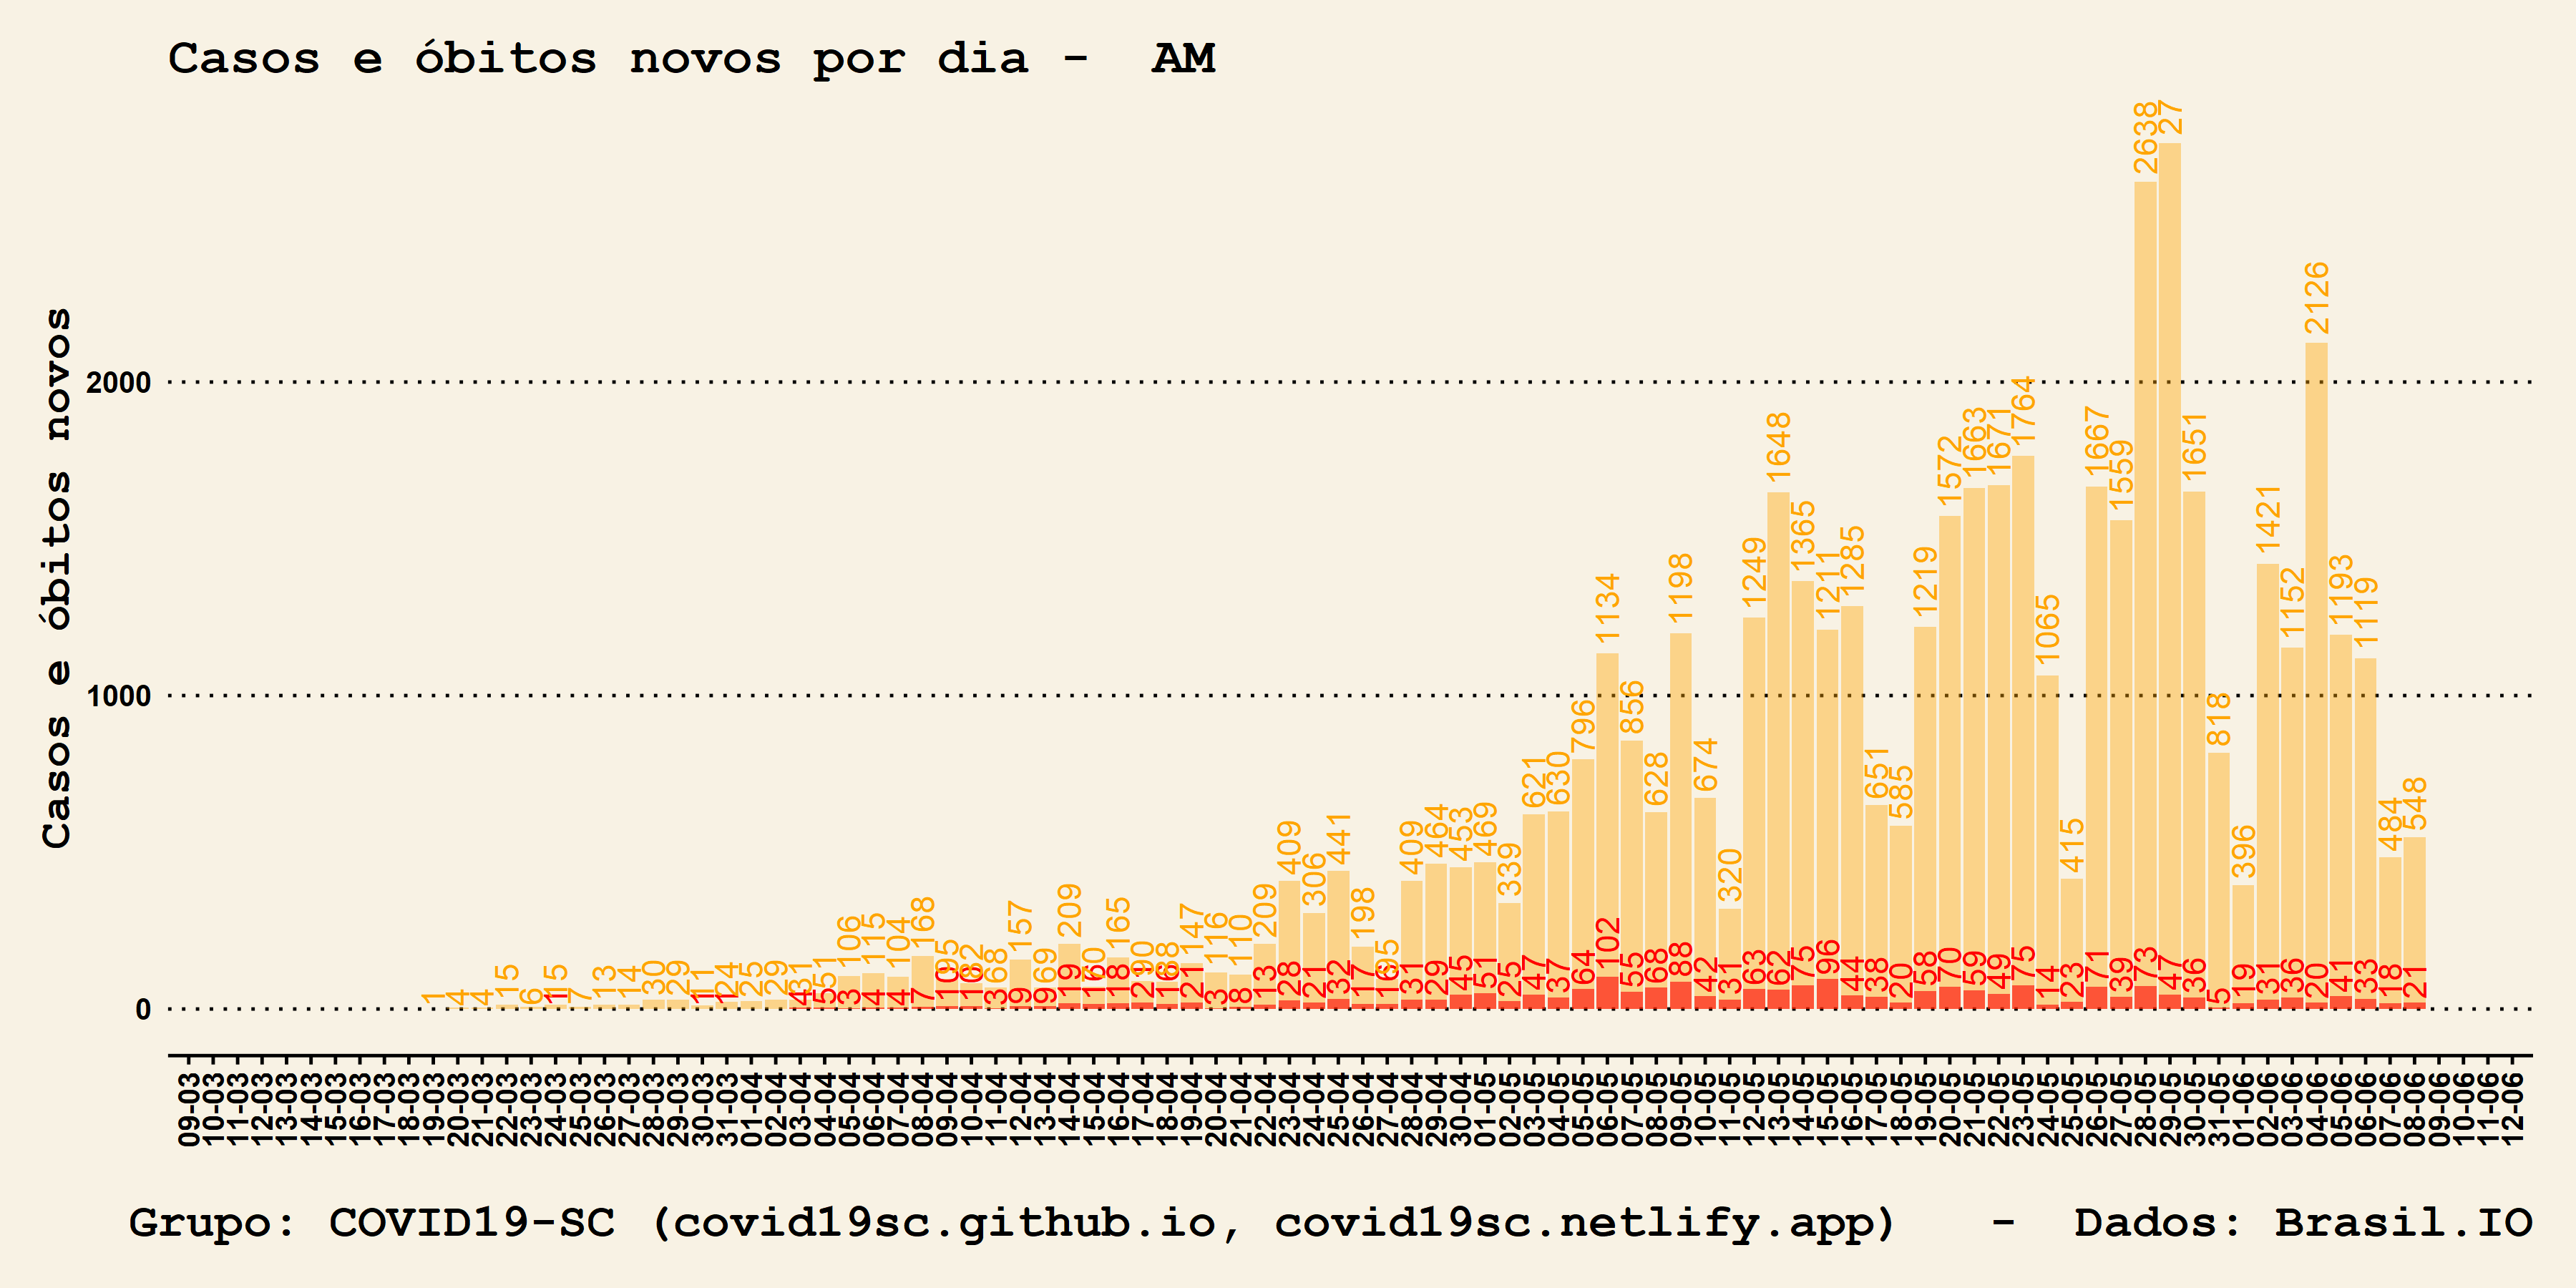 Casos e óbitos novos por dia - AM
Casos e óbitos novos
2000
1000
0
1 4 4 15 6 15 7 13 14 30 29 11 24 25 29 31 51 106 115 104 168 95 82 68 157 69 209 70 165 90 147 116 110 209 409 306 441 198 95 409 464 453 469 339 621 630 796 1134 856 628 1198 674 320 1249 1648 1365 1211 1285 651 585 1219 1572 1663 1671 1764 1065 415 1667 1559 2638 27 1651 818 396 1421 1152 2126 1193 1119 484 548
1 1 1 4 5 3 4 4 7 10 10 3 9 9 19 18 21 3 8 13 28 21 32 17 31 29 45 51 25 47 37 64 102 55 68 88 42 31 63 62 75 96 44 38 20 58 70 59 49 75 14 23 71 39 73 47 36 5 19 31 36 20 41 33 18 21
09-03 10-03 11-03 12-03 13-03 14-03 15-03 16-03 17-03 18-03 19-03 20-03 21-03 22-03 23-03 24-03 25-03 26-03 27-03 28-03 29-03 30-03 31-03 01-04 02-04 03-04 04-04 05-04 06-04 07-04 08-04 09-04 10-04 11-04 12-04 13-04 14-04 15-04 16-04 17-04 18-04 19-04 20-04 21-04 22-04 23-04 24-04 25-04 26-04 27-04 28-04 29-04 30-04 01-05 02-05 03-05 04-05 05-05 06-05 07-05 08-05 09-05 10-05 11-05 12-05 13-05 14-05 15-05 16-05 17-05 18-05 19-05 20-05 21-05 22-05 23-05 24-05 25-05 26-05 27-05 28-05 29-05 30-05 31-05 01-06 02-06 03-06 04-06 05-06 06-06 07-06 08-06 09-06 10-06 11-06 12-06
Grupo: COVID19-SC (covid19sc.github.io, covid19sc.netlify.app) - Dados: Brasil.IO